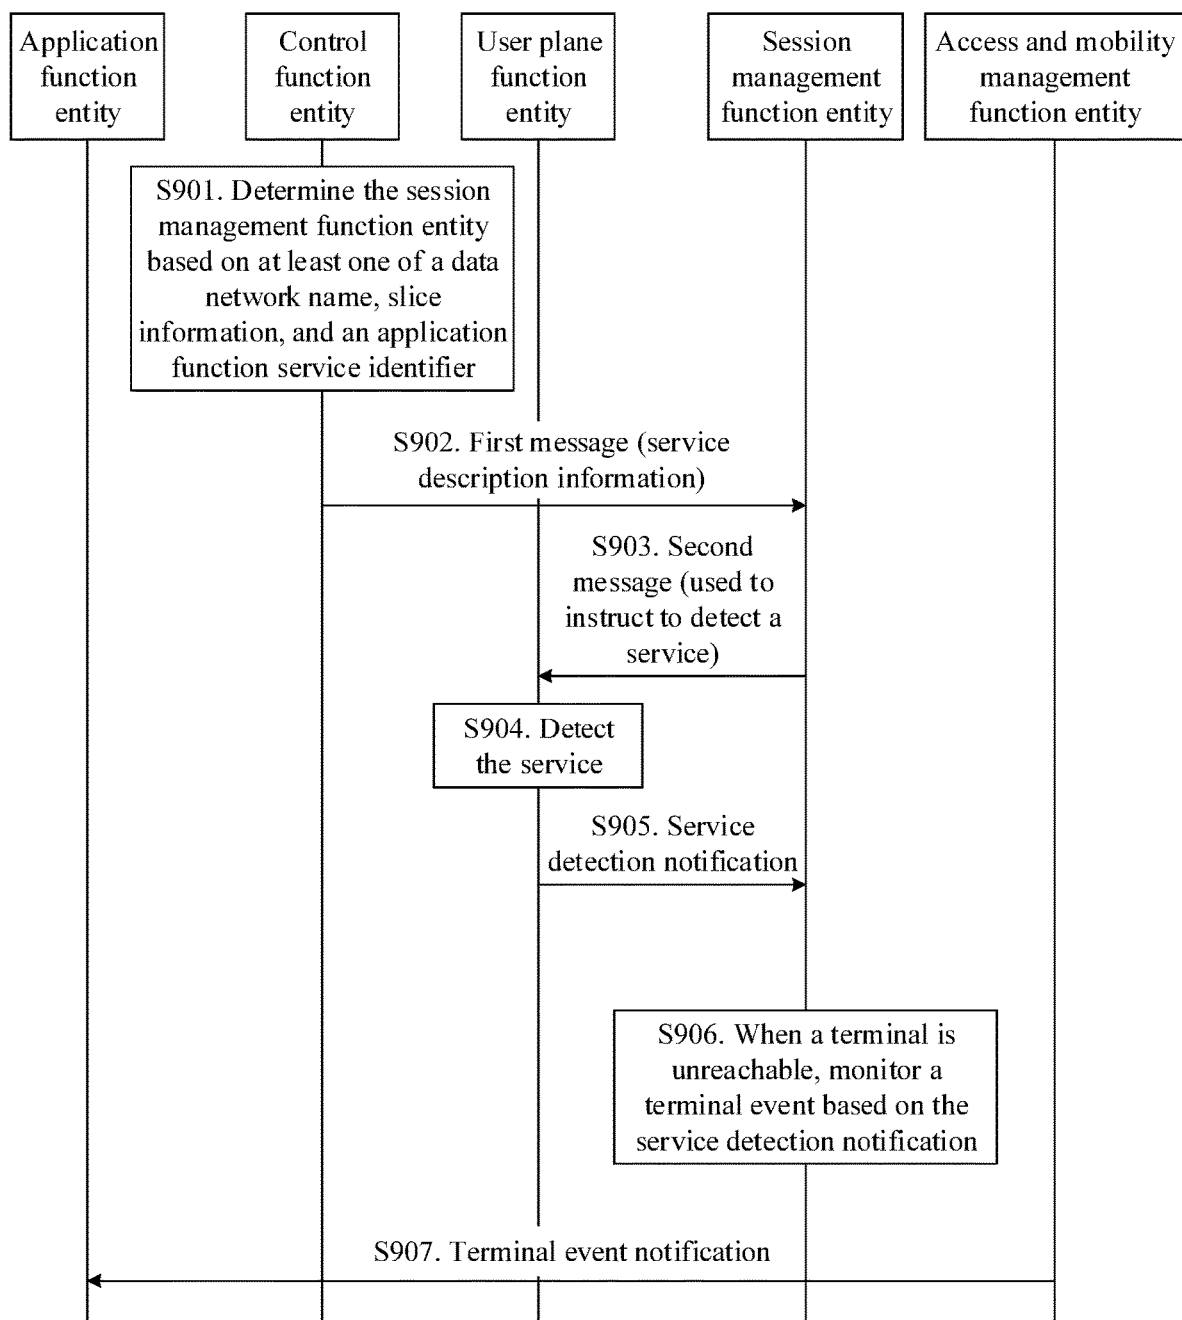 Application
function
entity
Control
function
entity
User plane
function
entity
Session
management
function entity
Access and mobility
management
function entity
S901. Determine the session
management function entity
based on at least one of a data
network name, slice
information, and an application
function service identifier
S902. First message (service
description information)
S903. Second
message (used to
instruct to detect a
service)
S904. Detect
the service
S905. Service
detection notification
S906. When a terminal is
unreachable, monitor a
terminal event based on the
service detection notification
S907. Terminal event notification